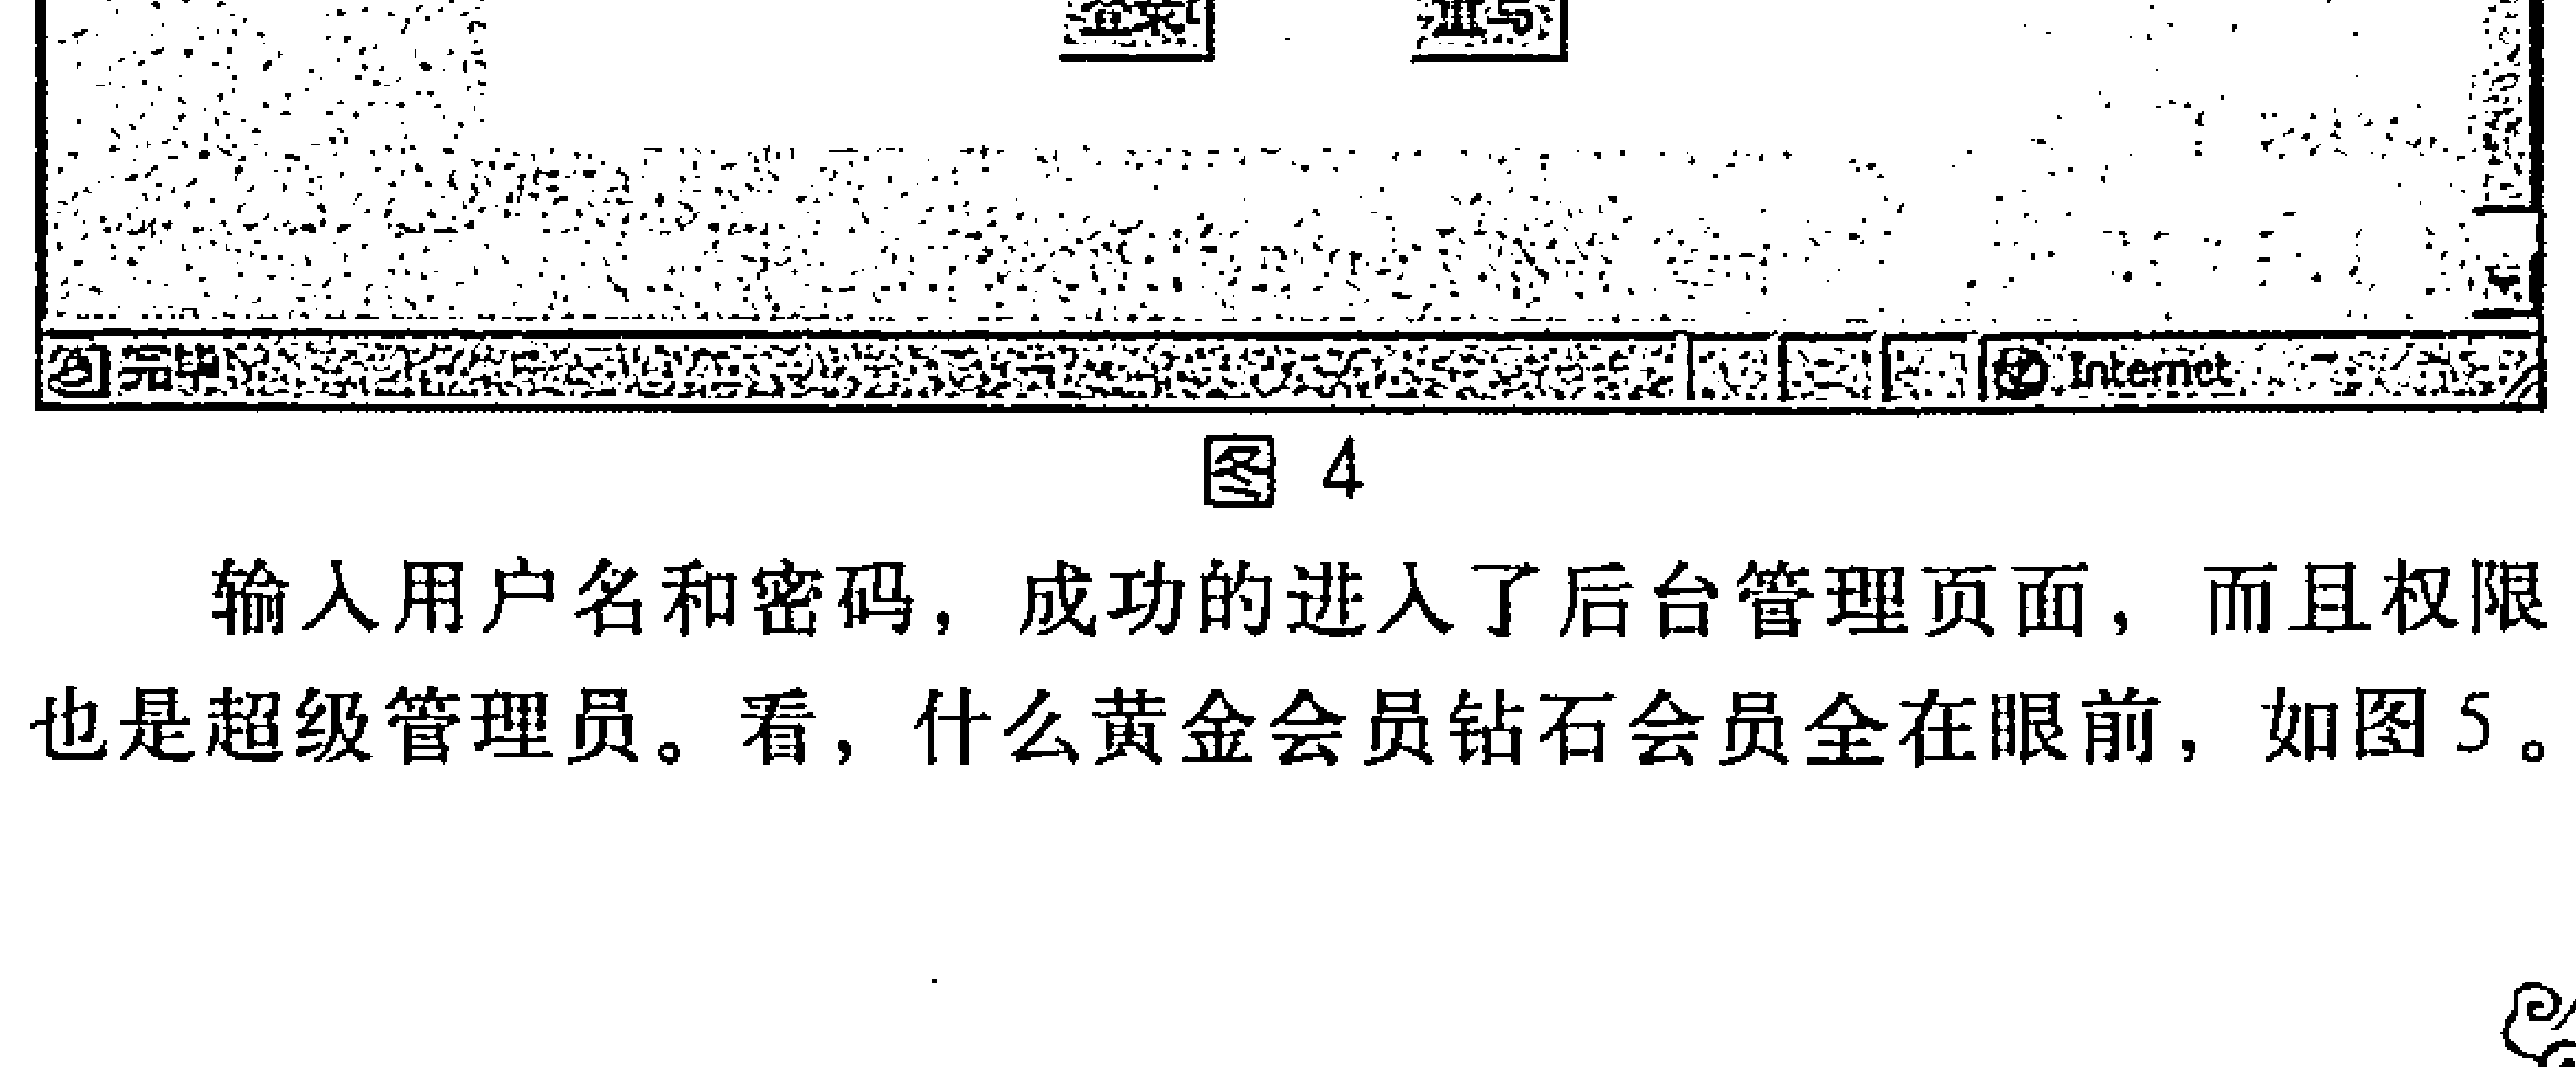 完毕
Internet
图 4
输入用户名和密码，成功的进入了后台管理页面，而且权限
也是超级管理员。看，什么黄金会员钻石会员全在眼前，如图5。